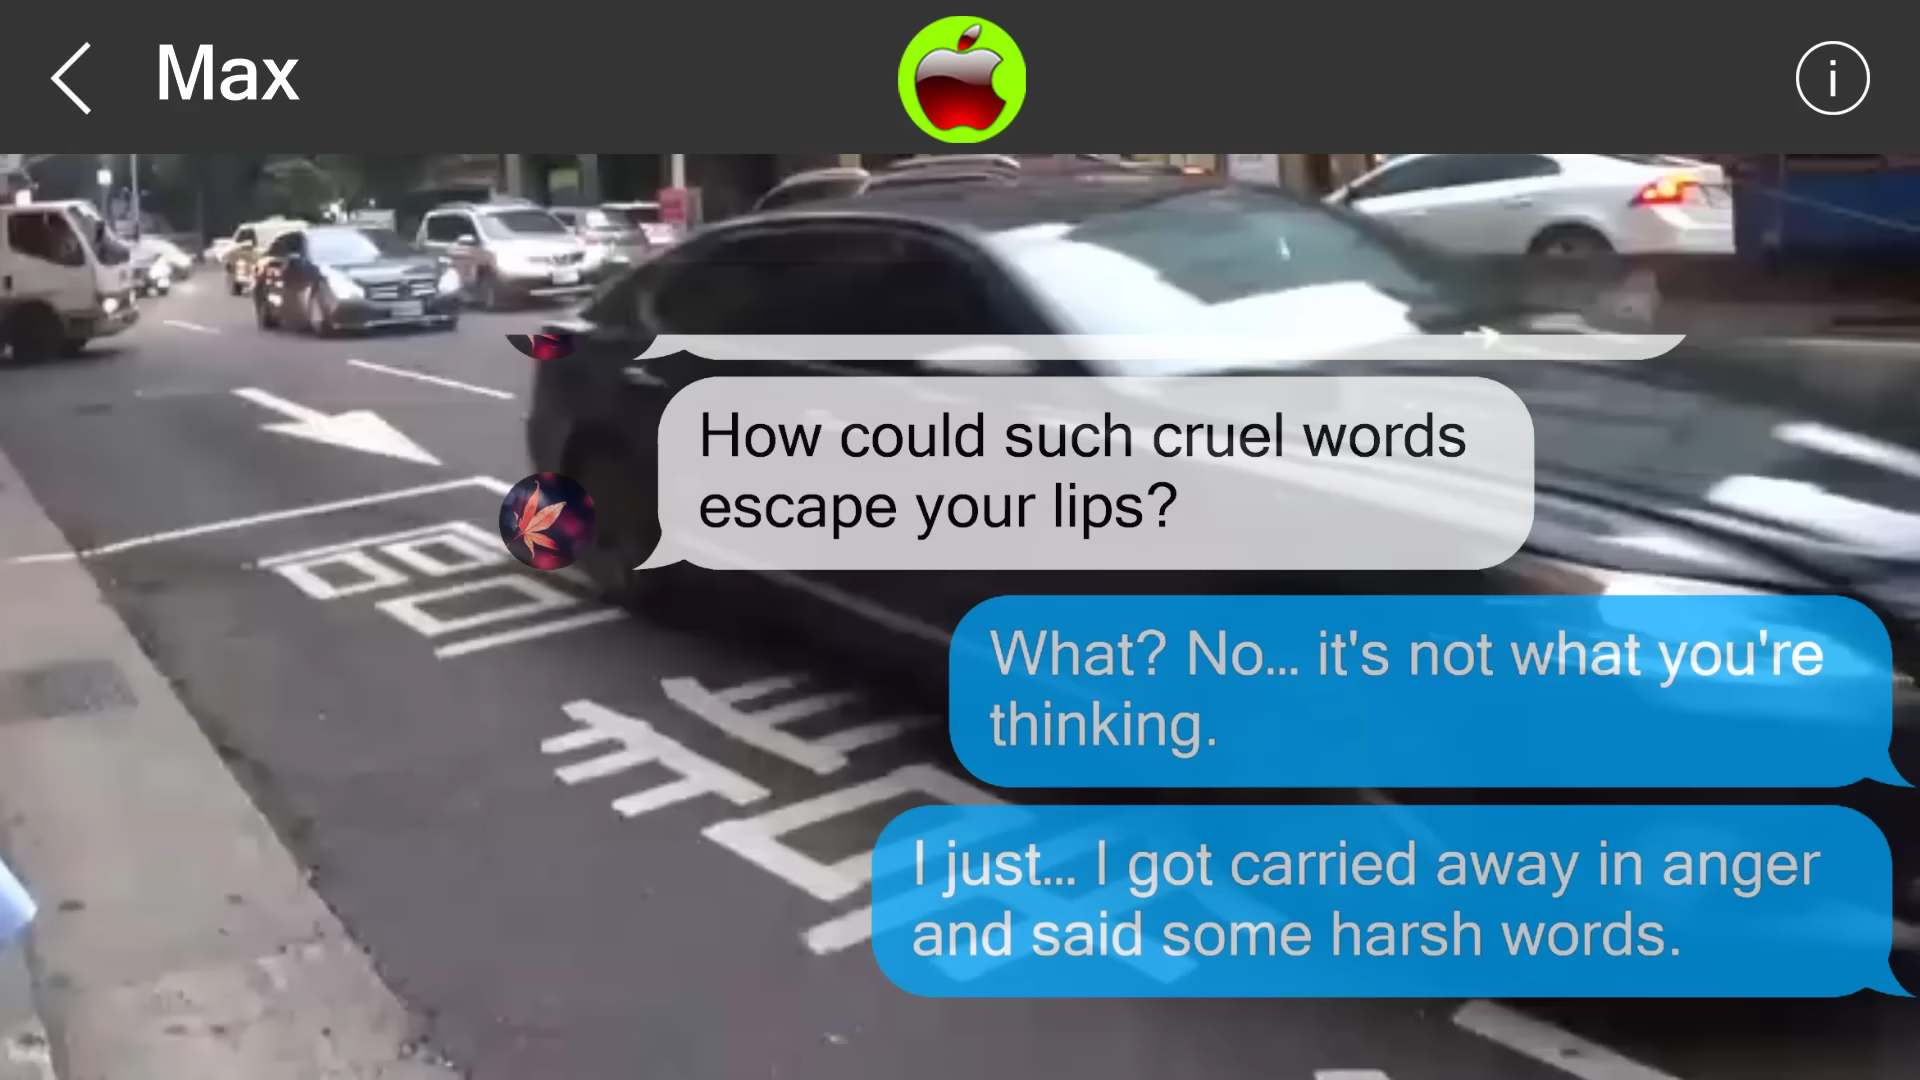 Max
How could such cruel words
escape your lips?
What? No... it's not what you're
thinking.
I just... I got carried away in anger
and said some harsh words.